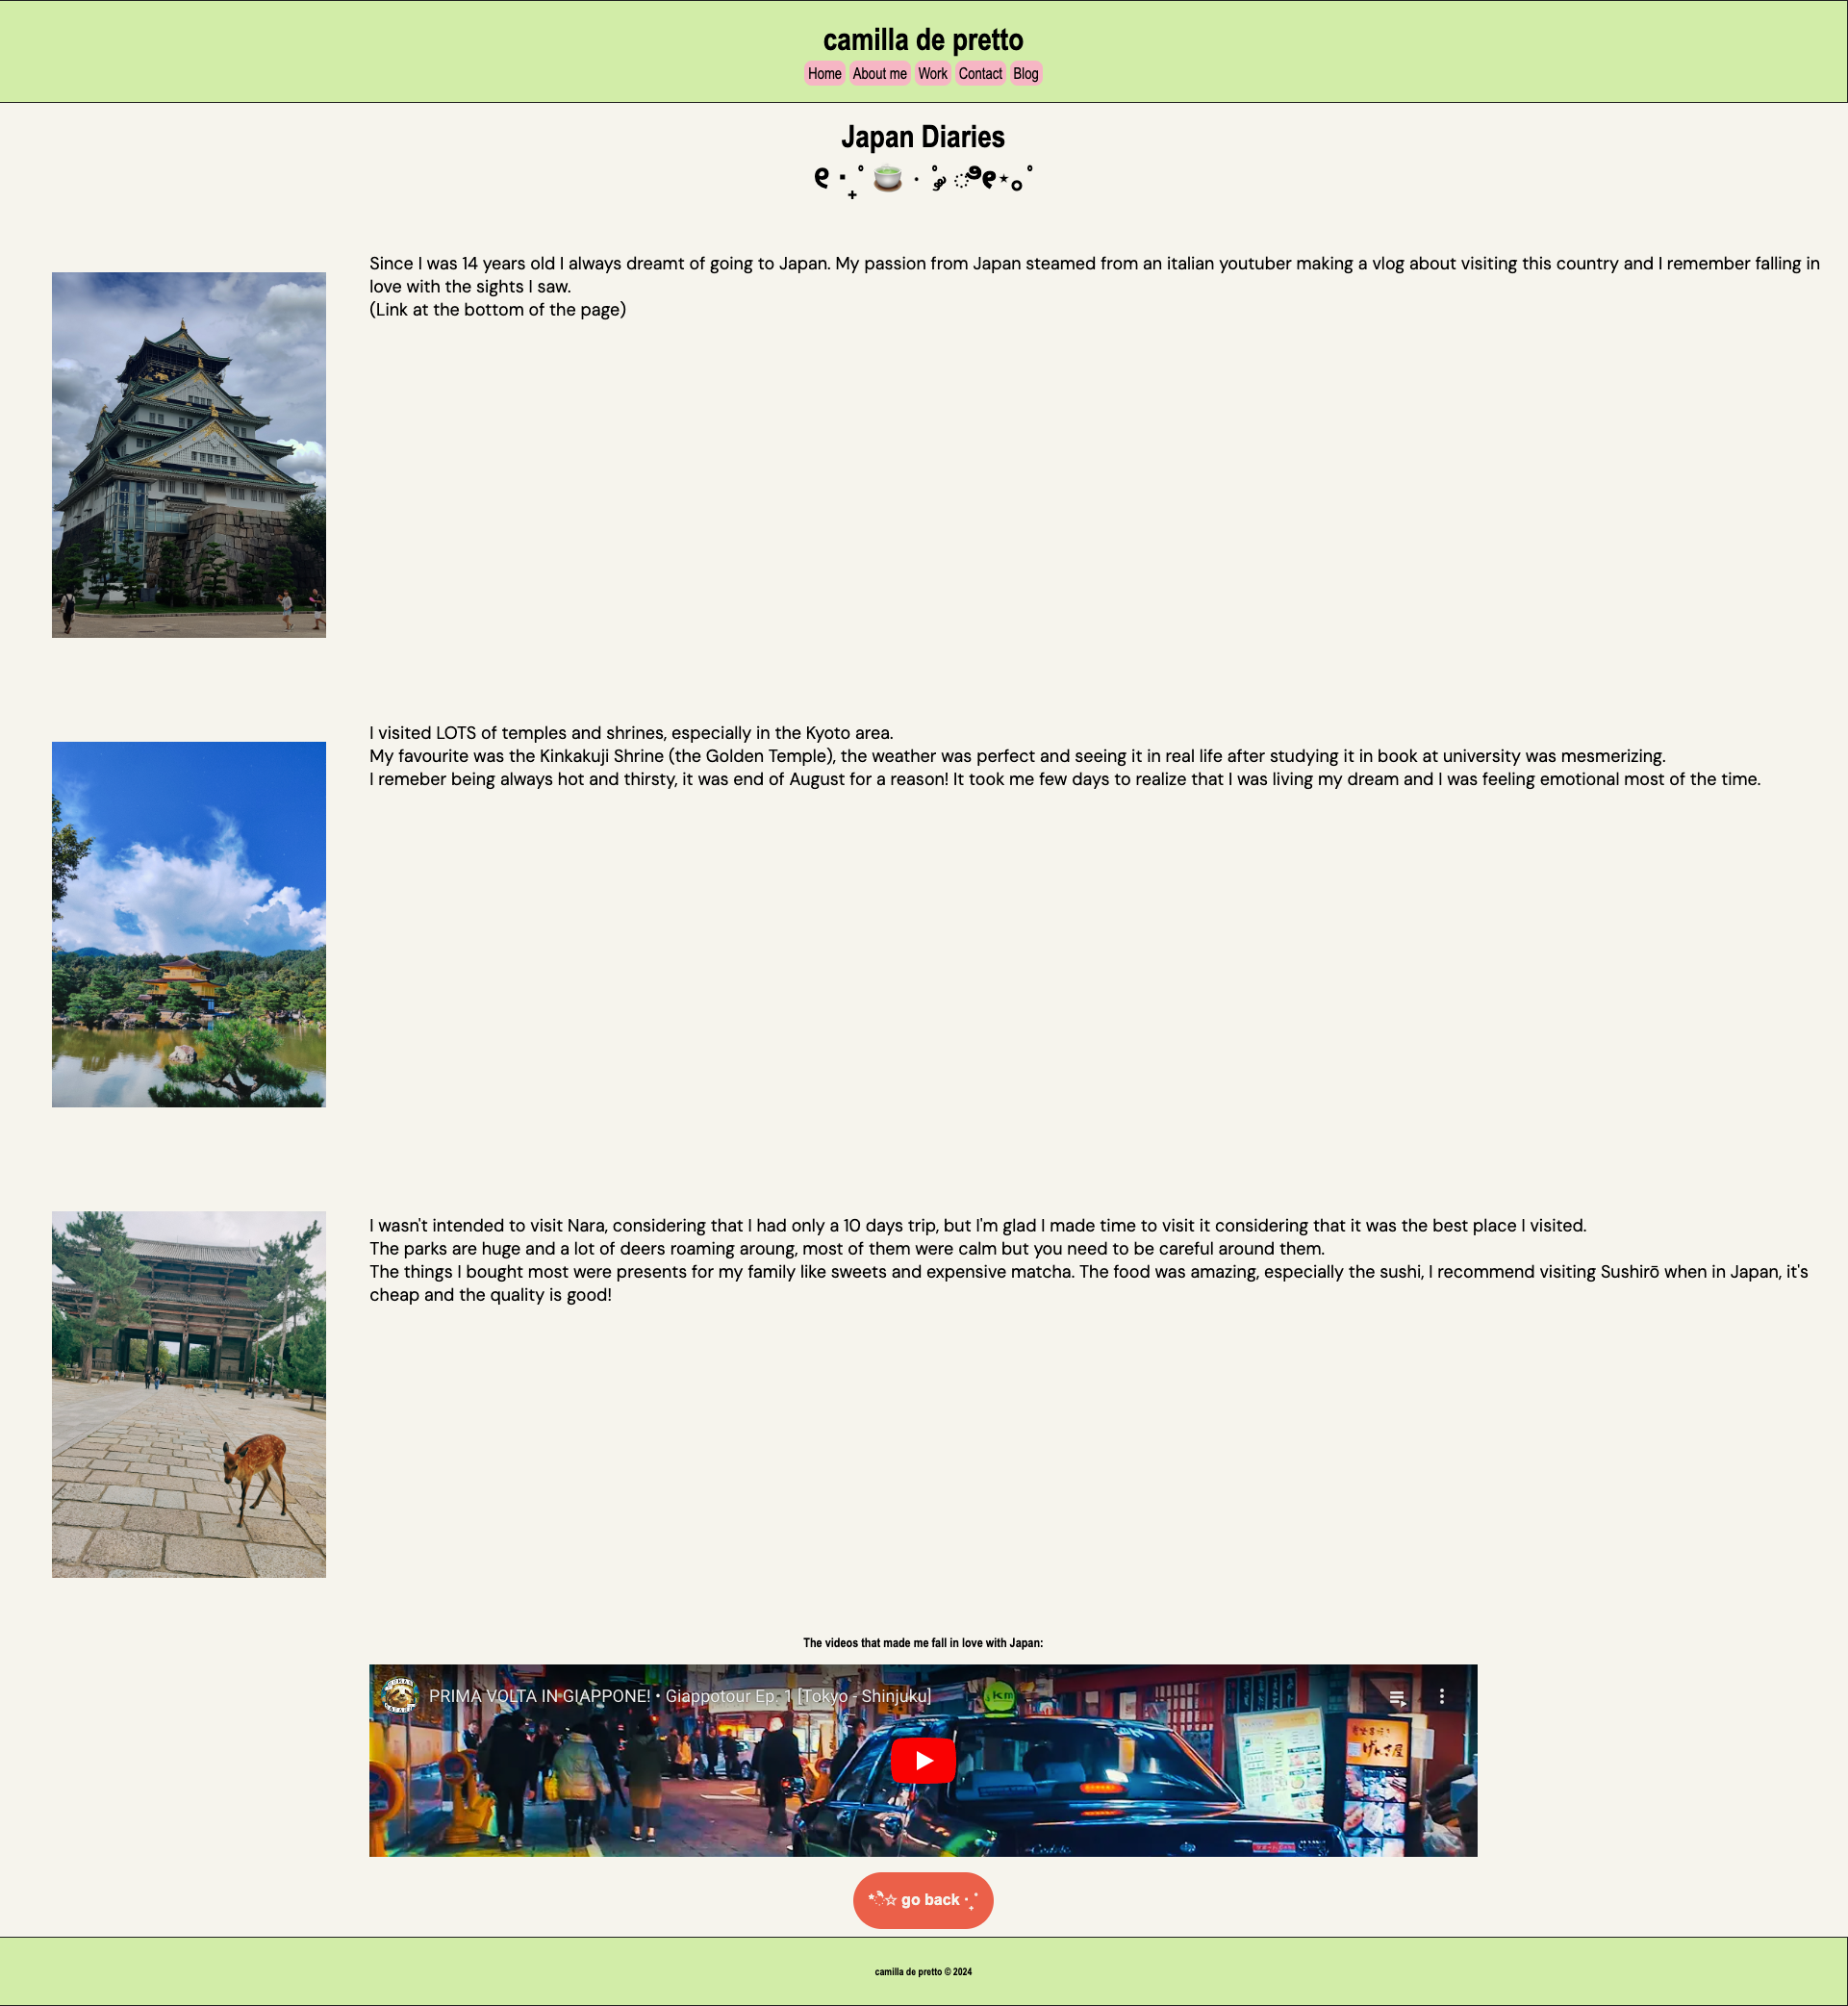 camilla de pretto
Home About me Work Contact Blog
Japan Diaries
Since I was 14 years old I always dreamt of going to Japan. My passion from Japan steamed from an italian youtuber making a vlog about visiting this country and I remember falling in
love with the sights I saw.
(Link at the bottom of the page)
I visited LOTS of temples and shrines, especially in the Kyoto area.
My favourite was the Kinkakuji Shrine (the Golden Temple), the weather was perfect and seeing it in real life after studying it in book at university was mesmerizing.
I remeber being always hot and thirsty, it was end of August for a reason! It took me few days to realize that I was living my dream and I was feeling emotional most of the time.
I wasn't intended to visit Nara, considering that I had only a 10 days trip, but I'm glad I made time to visit it considering that it was the best place I visited.
The parks are huge and a lot of deers roaming aroung, most of them were calm but you need to be careful around them.
The things I bought most were presents for my family like sweets and expensive matcha. The food was amazing, especially the sushi, I recommend visiting Sushirō when in Japan, it's
cheap and the quality is good!
The videos that made me fall in love with Japan:
PRIMA VOLTA IN GIAPPONE! • Giappotour Ep. 1 [Tokyo - Shinjuku]
km
go back
camilla de pretto © 2024